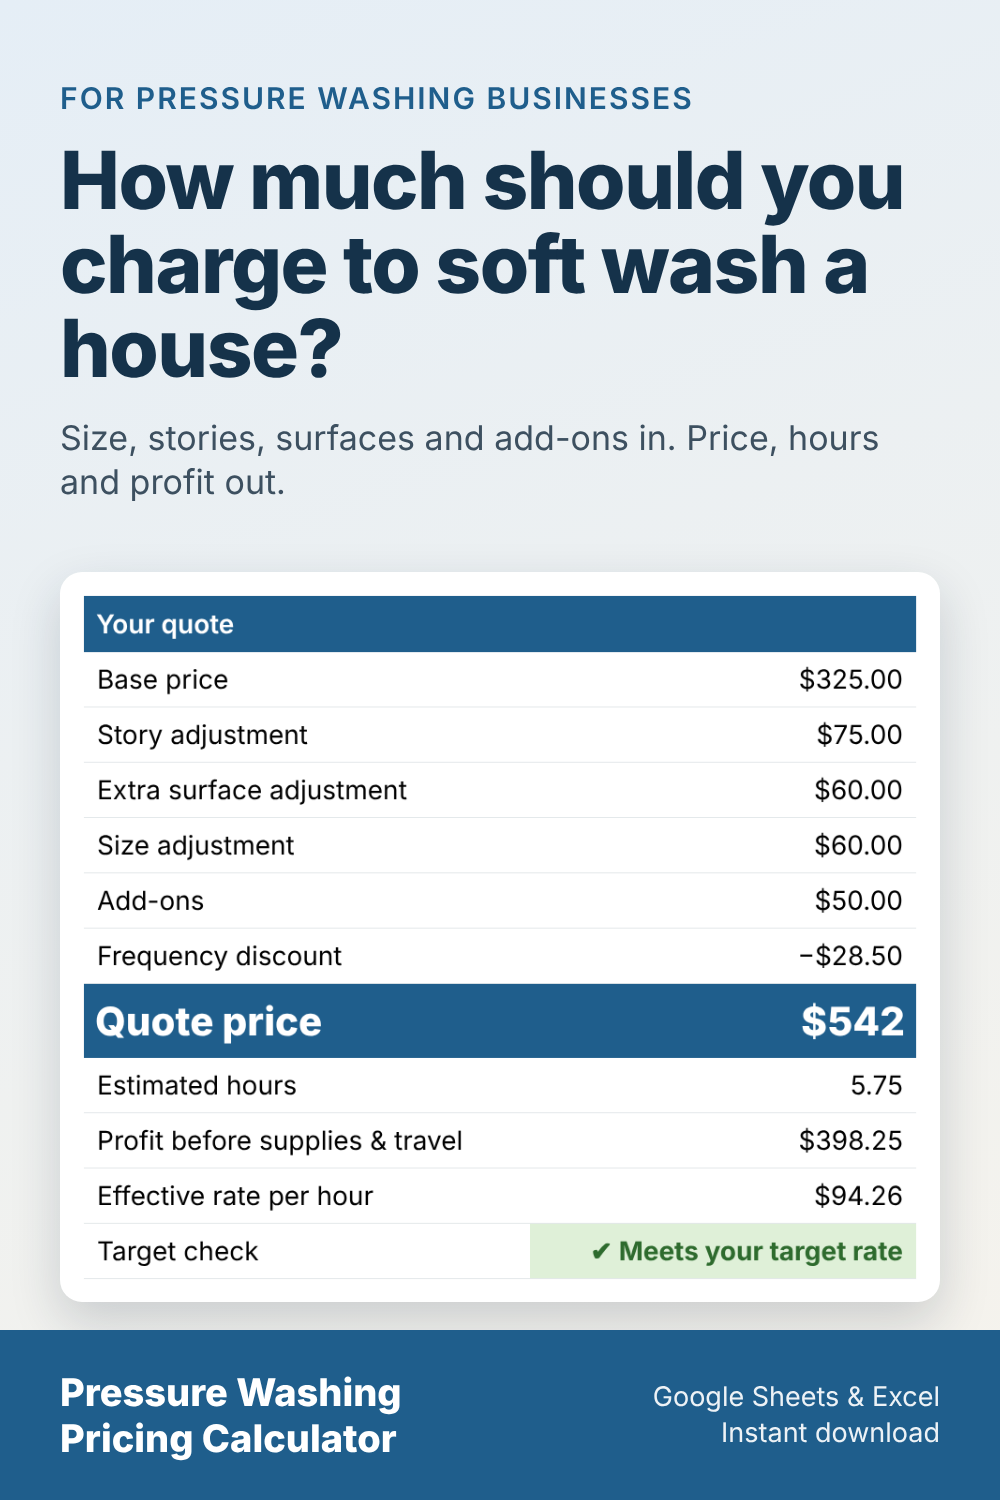 FOR PRESSURE WASHING BUSINESSES
How much should you
charge to soft wash a
house?
Size, stories, surfaces and add-ons in. Price, hours
and profit out.
Your quote
Base price $325.00
Story adjustment $75.00
Extra surface adjustment $60.00
Size adjustment $60.00
Add-ons $50.00
Frequency discount −$28.50
Quote price $542
Estimated hours 5.75
Profit before supplies & travel $398.25
Effective rate per hour $94.26
Target check ✔ Meets your target rate
Pressure Washing
Pricing Calculator
Google Sheets & Excel
Instant download